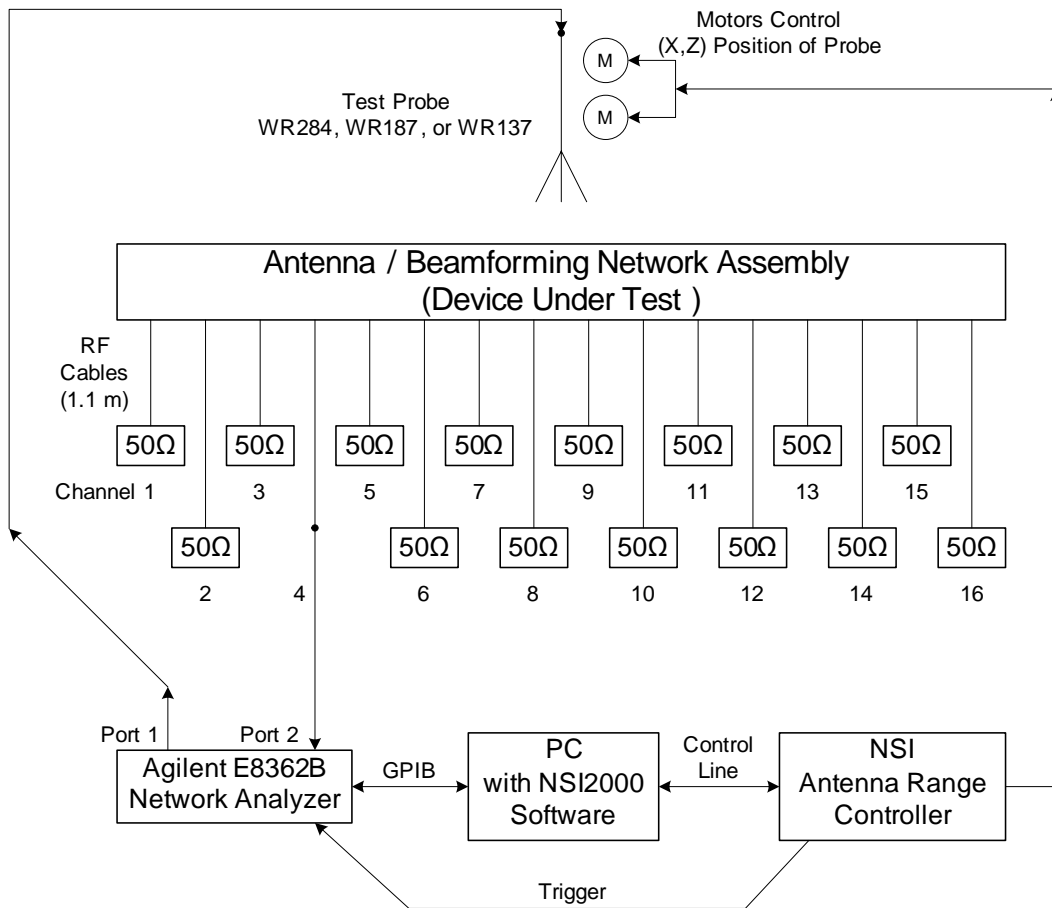 Motors Control
(X,Z) Position of Probe
M
M
Test Probe
WR284, WR187, or WR137
Antenna / Beamforming Network Assembly
(Device Under Test )
RF
Cables
(1.1 m)
50Ω 50Ω 50Ω 50Ω 50Ω 50Ω 50Ω 50Ω
Channel 1 3 5 7 9 11 13 15
50Ω 50Ω 50Ω 50Ω 50Ω 50Ω 50Ω
2 4 6 8 10 12 14 16
Port 1 Port 2
Agilent E8362B
Network Analyzer
GPIB
PC
with NSI2000
Software
Control
Line
NSI
Antenna Range
Controller
Trigger